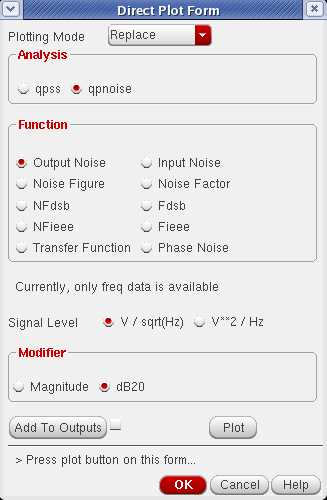 Direct Plot Form
Plotting Mode Replace
Analysis
qpss qpnoise
Function
Output Noise Input Noise
Noise Figure Noise Factor
NFdsb Fdsb
NFieee Fieee
Transfer Function Phase Noise
Currently, only freq data is available
Signal Level V / sqrt(Hz) V**2 / Hz
Modifier
Magnitude dB20
Add To Outputs Plot
> Press plot button on this form...
OK Cancel Help